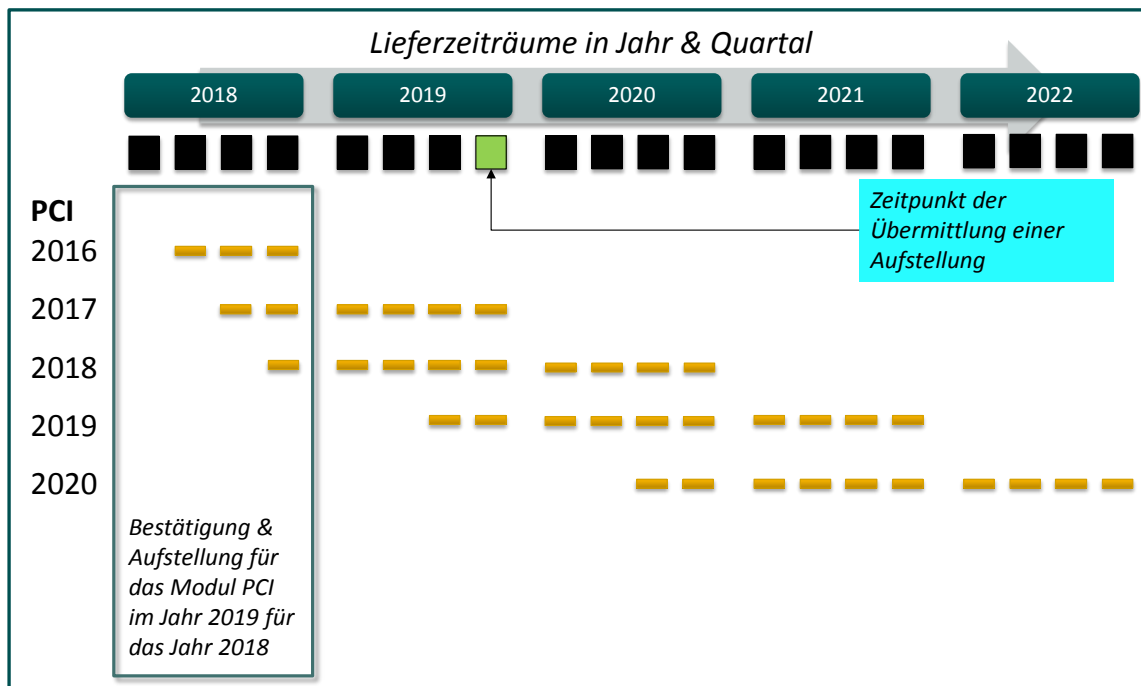 Lieferzeiträume in Jahr & Quartal
2018 2019 2020 2021 2022
Zeitpunkt der
Übermittlung einer
Aufstellung
PCI
2016
2017
2018
2019
2020
Bestätigung &
Aufstellung für
das Modul PCI
im Jahr 2019 für
das Jahr 2018